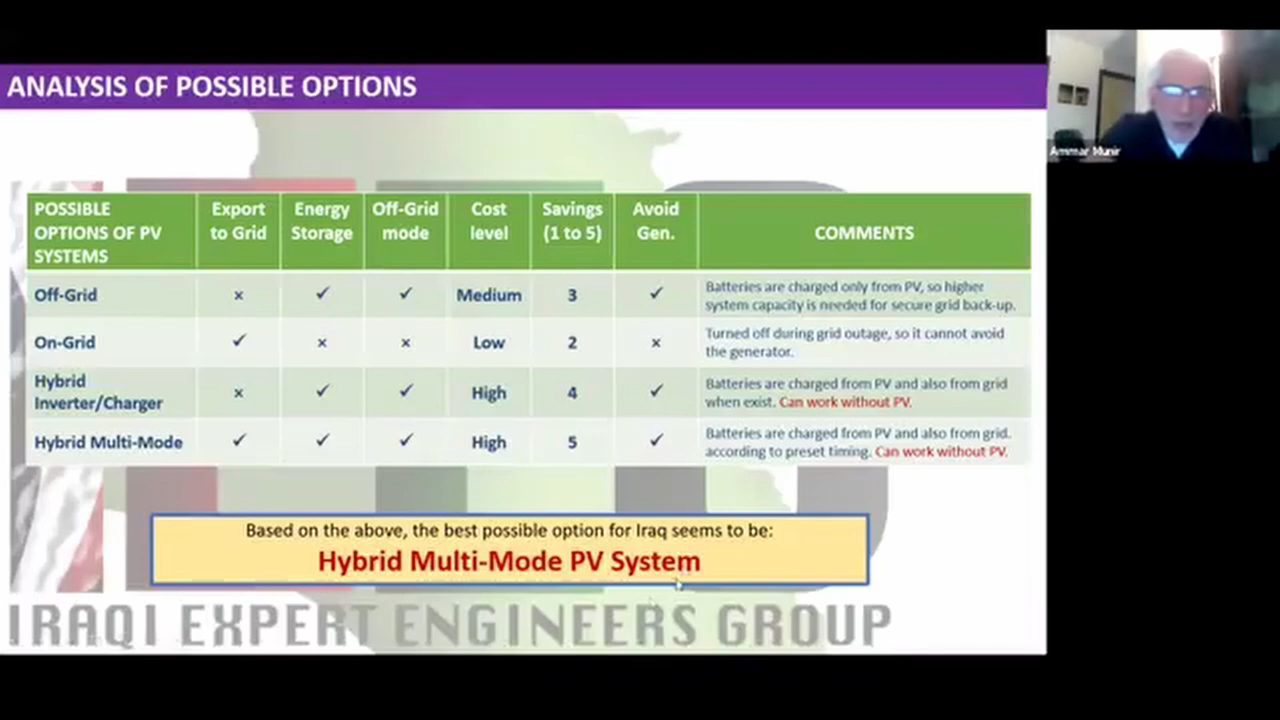 ANALYSIS OF POSSIBLE OPTIONS
Ammar Munir
POSSIBLE OPTIONS OF PV SYSTEMS
Export to Grid
Energy Storage
Off-Grid mode
Cost level
Savings (1 to 5)
Avoid Gen.
COMMENTS
Off-Grid × ✓ ✓ Medium 3 ✓ Batteries are charged only from PV, so higher
system capacity is needed for secure grid back-up.
On-Grid ✓ × × Low 2 × Turned off during grid outage, so it cannot avoid
the generator.
Hybrid
Inverter/Charger × ✓ ✓ High 4 ✓ Batteries are charged from PV and also from grid
when exist. Can work without PV.
Hybrid Multi-Mode ✓ ✓ ✓ High 5 ✓ Batteries are charged from PV and also from grid.
according to preset timing. Can work without PV.
Based on the above, the best possible option for Iraq seems to be:
Hybrid Multi-Mode PV System
IRAQI EXPERT ENGINEERS GROUP